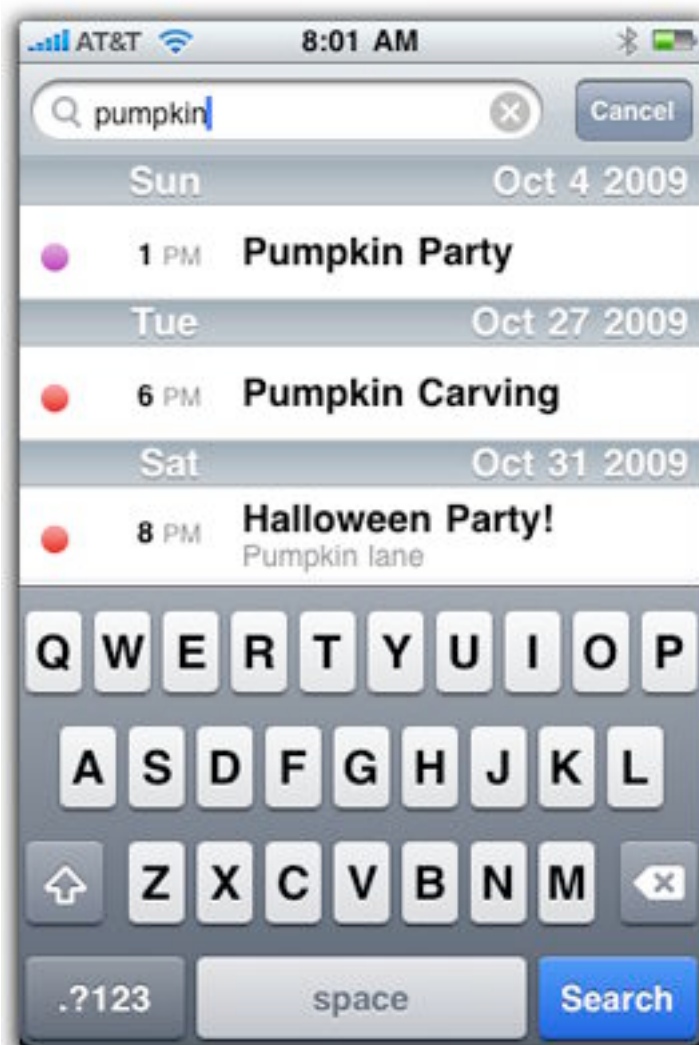 AT&T 8:01 AM
pumpkin Cancel
Sun Oct 4 2009
1 PM Pumpkin Party
Tue Oct 27 2009
6 PM Pumpkin Carving
Sat Oct 31 2009
8 PM Halloween Party!
Pumpkin lane
Q W E R T Y U I O P
A S D F G H J K L
Z X C V B N M
.?123 space Search